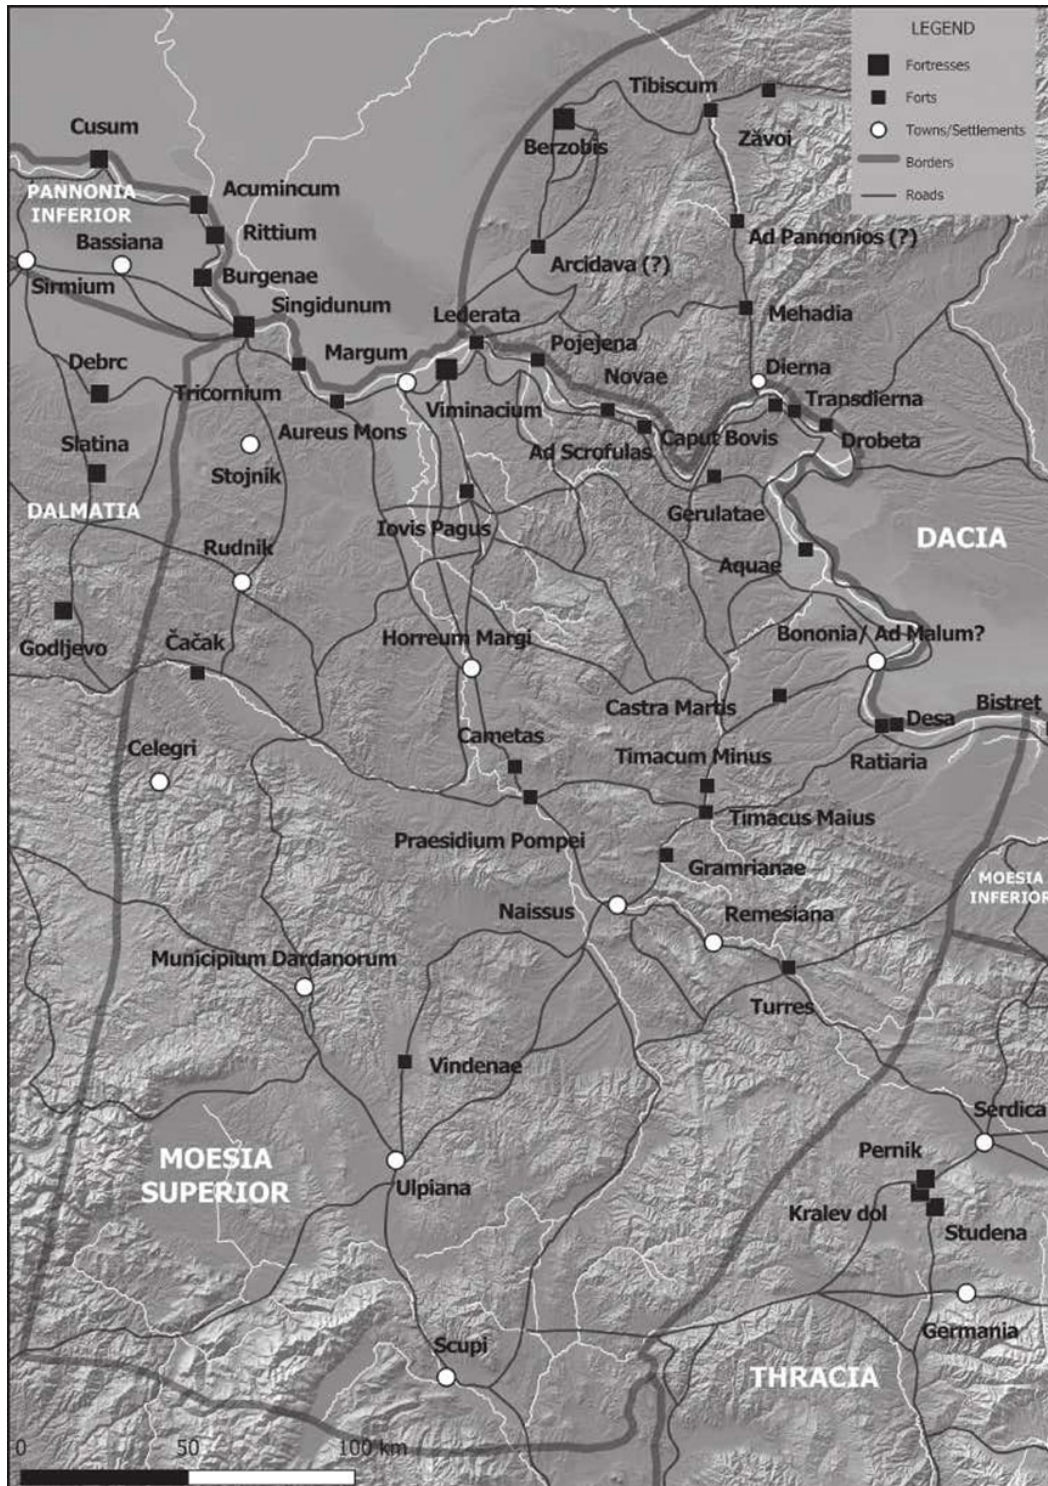 LEGEND
Fortresses
Forts
Towns/Settlements
Borders
Roads
Tibiscum
Cusum
Zăvoi
Berzobis
PANNONIA
INFERIOR
Acumincum
Bassiana
Rittium
Ad Pannonios (?)
Arcidava (?)
Sirmium
Burgenae
Singidunum
Lederata
Mehadia
Debrc
Margum
Pojejena
Dierna
Tricornium
Novae
Viminacium
Transdierna
Aureus Mons
Slatina
Ad Scrofulas
Caput Bovis
Drobeta
Stojnik
DALMATIA
Iovis Pagus
Gerulatae
DACIA
Rudnik
Aquae
Godljevo
Čačak
Horreum Margi
Bononia/ Ad Malum?
Castra Martis
Desa
Bistreț
Celegri
Cametas
Timacum Minus
Ratiaria
Praesidium Pompei
Timacus Maius
Gramrianae
MOESIA
INFERIOR
Naissus
Remesiana
Municipium Dardanorum
Turres
Vindenae
Serdica
MOESIA
SUPERIOR
Pernik
Ulpiana
Kralev dol
Studena
Germania
Scupi
THRACIA
0 50 100 km